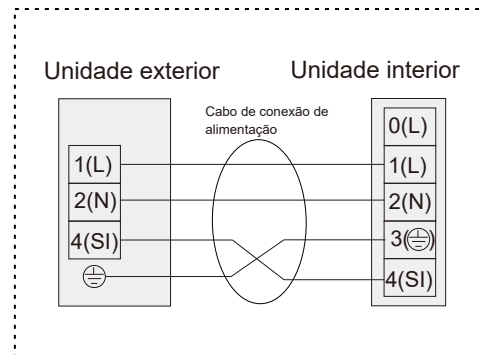 Unidade exterior
Unidade interior
Cabo de conexão de
alimentação
1(L)
2(N)
4(SI)
0(L)
1(L)
2(N)
3(⏚)
4(SI)